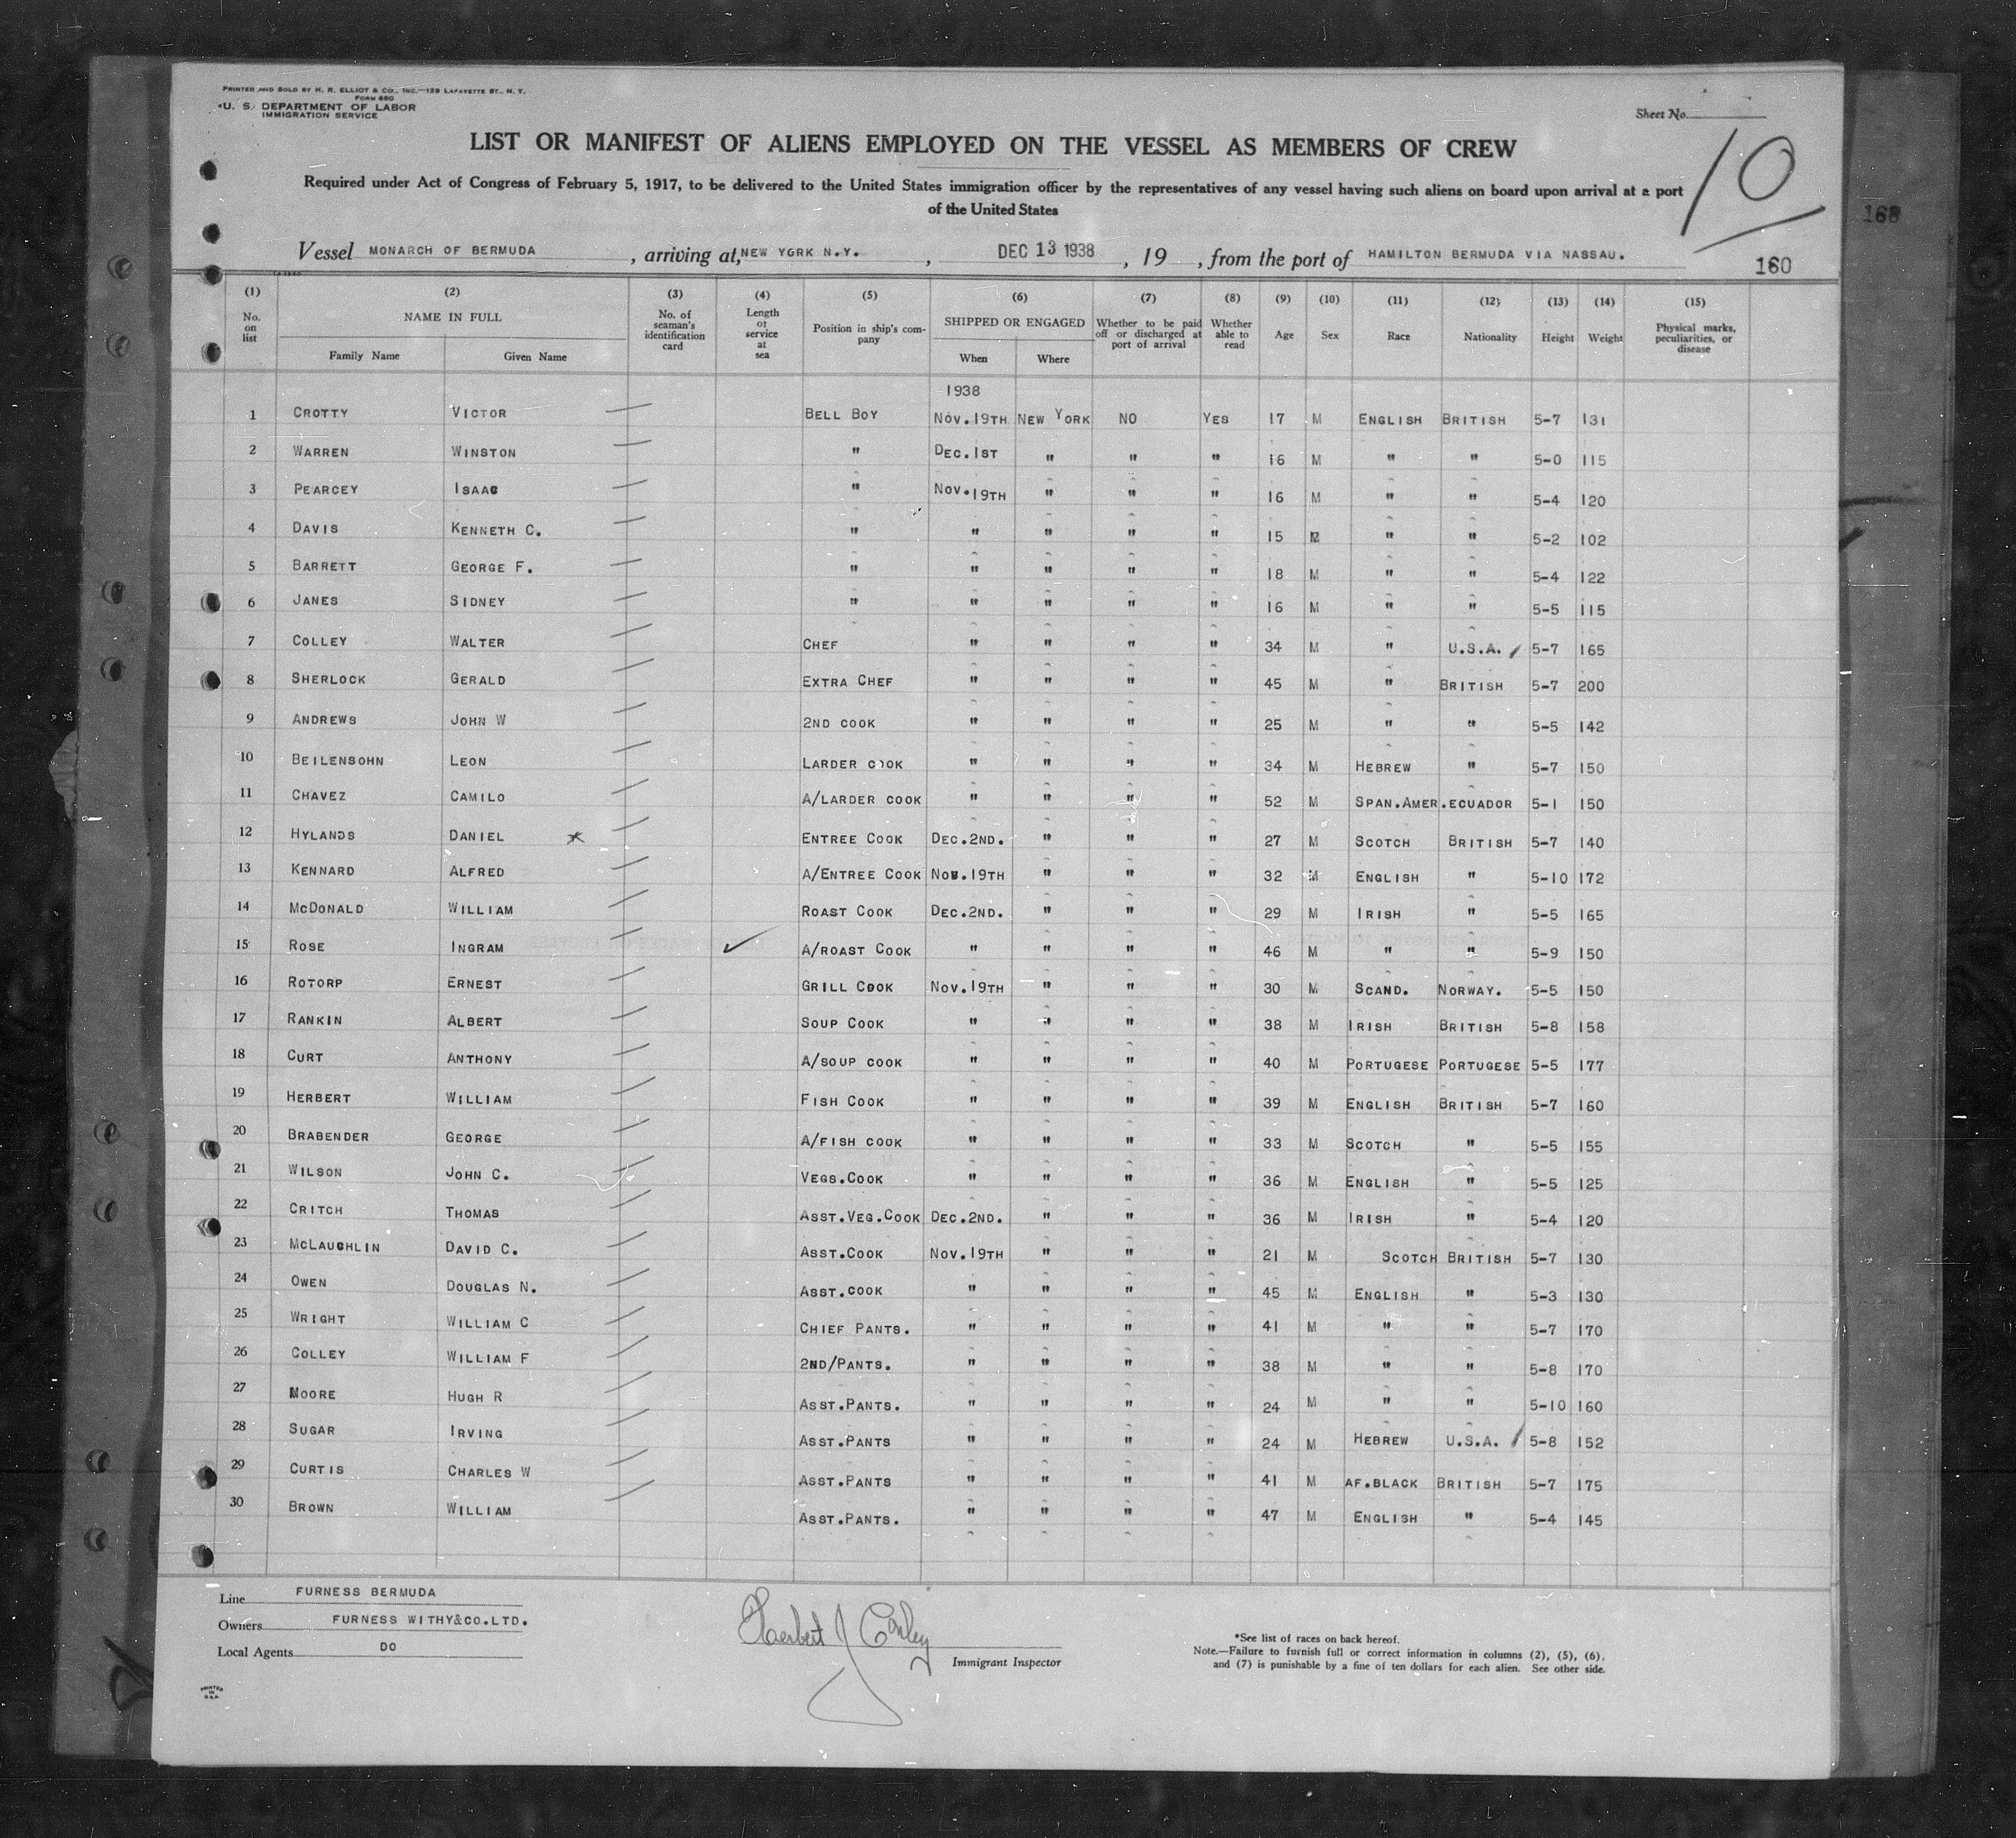 PRINTED AND SOLD BY H. R. ELLIOT & CO., INC.—129 LAFAYETTE ST., N. Y.
FORM 680
U. S. DEPARTMENT OF LABOR
IMMIGRATION SERVICE
Sheet No.
LIST OR MANIFEST OF ALIENS EMPLOYED ON THE VESSEL AS MEMBERS OF CREW
10
Required under Act of Congress of February 5, 1917, to be delivered to the United States immigration officer by the representatives of any vessel having such aliens on board upon arrival at a port
of the United States
168
Vessel MONARCH OF BERMUDA, arriving at, NEW YORK N.Y., DEC 13 1938, 19, from the port of HAMILTON BERMUDA VIA NASSAU.
160
(1) (2) (3) (4) (5) (6) (7) (8) (9) (10) (11) (12) (13) (14) (15)
No. on list NAME IN FULL Family Name Given Name No. of seaman's identification card Length of service at sea Position in ship's company SHIPPED OR ENGAGED When Where Whether to be paid off or discharged at port of arrival Whether able to read Age Sex Race Nationality Height Weight Physical marks, peculiarities, or disease
1938
1 CROTTY VICTOR BELL BOY NOV.19TH NEW YORK NO YES 17 M ENGLISH BRITISH 5-7 131
2 WARREN WINSTON " DEC.1ST " " " 16 M " " 5-0 115
3 PEARCEY ISAAC " NOV.19TH " " " 16 M " " 5-4 120
4 DAVIS KENNETH C. " " " " " 15 M " " 5-2 102
5 BARRETT GEORGE F. " " " " " 18 M " " 5-4 122
6 JANES SIDNEY " " " " " 16 M " " 5-5 115
7 COLLEY WALTER CHEF " " " " 34 M " U.S.A. 5-7 165
8 SHERLOCK GERALD EXTRA CHEF " " " " 45 M " BRITISH 5-7 200
9 ANDREWS JOHN W 2ND COOK " " " " 25 M " " 5-5 142
10 BEILENSOHN LEON LARDER COOK " " " " 34 M HEBREW " 5-7 150
11 CHAVEZ CAMILO A/LARDER COOK " " " " 52 M SPAN.AMER.ECUADOR 5-1 150
12 HYLANDS DANIEL ENTREE COOK DEC.2ND. " " " 27 M SCOTCH BRITISH 5-7 140
13 KENNARD ALFRED A/ENTREE COOK NOV.19TH " " " 32 M ENGLISH " 5-10 172
14 MCDONALD WILLIAM ROAST COOK DEC.2ND. " " " 29 M IRISH " 5-5 165
15 ROSE INGRAM A/ROAST COOK " " " " 46 M " " 5-9 150
16 ROTORP ERNEST GRILL COOK NOV.19TH " " " 30 M SCAND. NORWAY. 5-5 150
17 RANKIN ALBERT SOUP COOK " " " " 38 M IRISH BRITISH 5-8 158
18 CURT ANTHONY A/SOUP COOK " " " " 40 M PORTUGESE PORTUGESE 5-5 177
19 HERBERT WILLIAM FISH COOK " " " " 39 M ENGLISH BRITISH 5-7 160
20 BRABENDER GEORGE A/FISH COOK " " " " 33 M SCOTCH " 5-5 155
21 WILSON JOHN C. VEGS.COOK " " " " 36 M ENGLISH " 5-5 125
22 CRITCH THOMAS ASST.VEG.COOK DEC.2ND. " " " 36 M IRISH " 5-4 120
23 MCLAUGHLIN DAVID C. ASST.COOK NOV.19TH " " " 21 M SCOTCH BRITISH 5-7 130
24 OWEN DOUGLAS N. ASST.COOK " " " " 45 M ENGLISH " 5-3 130
25 WRIGHT WILLIAM C CHIEF PANTS. " " " " 41 M " " 5-7 170
26 COLLEY WILLIAM F 2ND/PANTS. " " " " 38 M " " 5-8 170
27 MOORE HUGH R ASST.PANTS. " " " " 24 M " " 5-10 160
28 SUGAR IRVING ASST.PANTS " " " " 24 M HEBREW U.S.A. 5-8 152
29 CURTIS CHARLES W ASST.PANTS " " " " 41 M AF.BLACK BRITISH 5-7 175
30 BROWN WILLIAM ASST.PANTS. " " " " 47 M ENGLISH " 5-4 145
Line FURNESS BERMUDA
Owners FURNESS WITHY&CO.LTD.
Local Agents DO
Herbert J Conley
Immigrant Inspector
*See list of races on back hereof.
Note.—Failure to furnish full or correct information in columns (2), (5), (6),
and (7) is punishable by a fine of ten dollars for each alien. See other side.
PRINTED IN U.S.A.